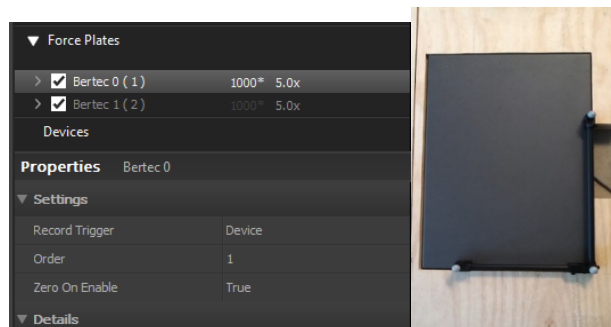 Force Plates
Bertec 0 ( 1 ) 1000* 5.0x
Bertec 1 ( 2 ) 1000* 5.0x
Devices
Properties Bertec 0
Settings
Record Trigger Device
Order 1
Zero On Enable True
Details